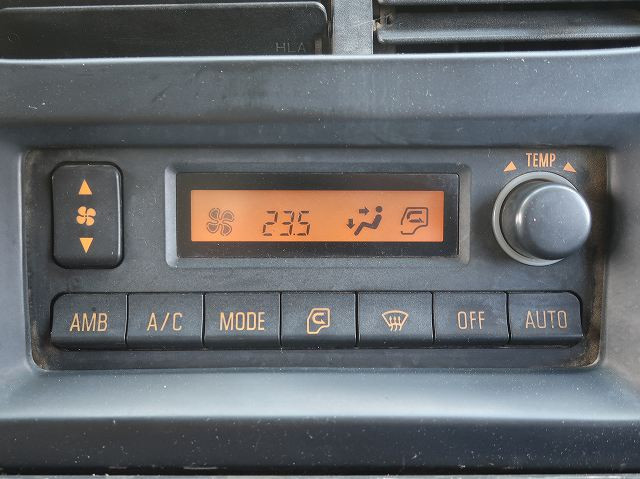 HLA
TEMP
23.5
AMB A/C MODE OFF AUTO